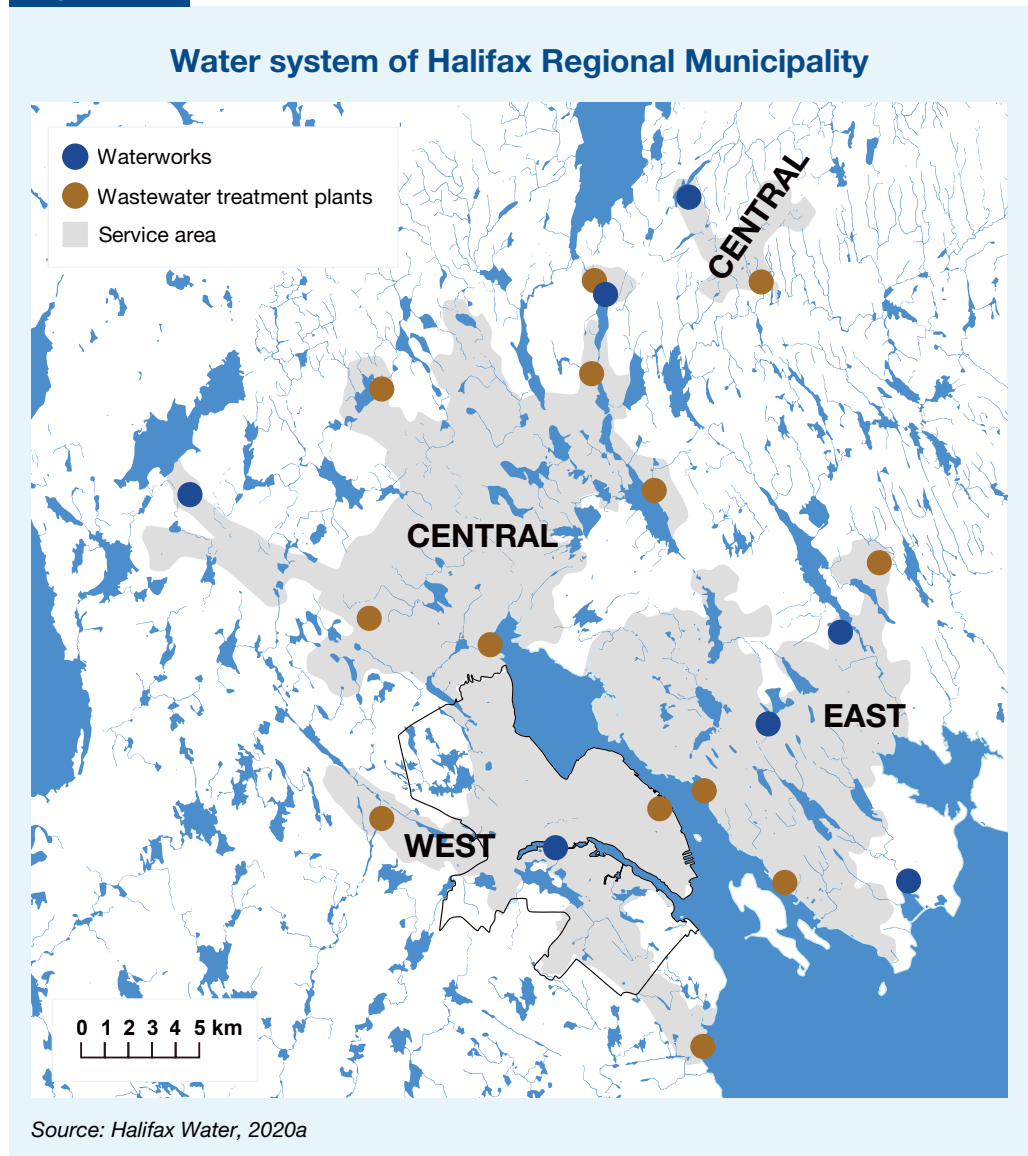 Water system of Halifax Regional Municipality
Waterworks
Wastewater treatment plants
Service area
CENTRAL
CENTRAL
EAST
WEST
0 1 2 3 4 5 km
Source: Halifax Water, 2020a